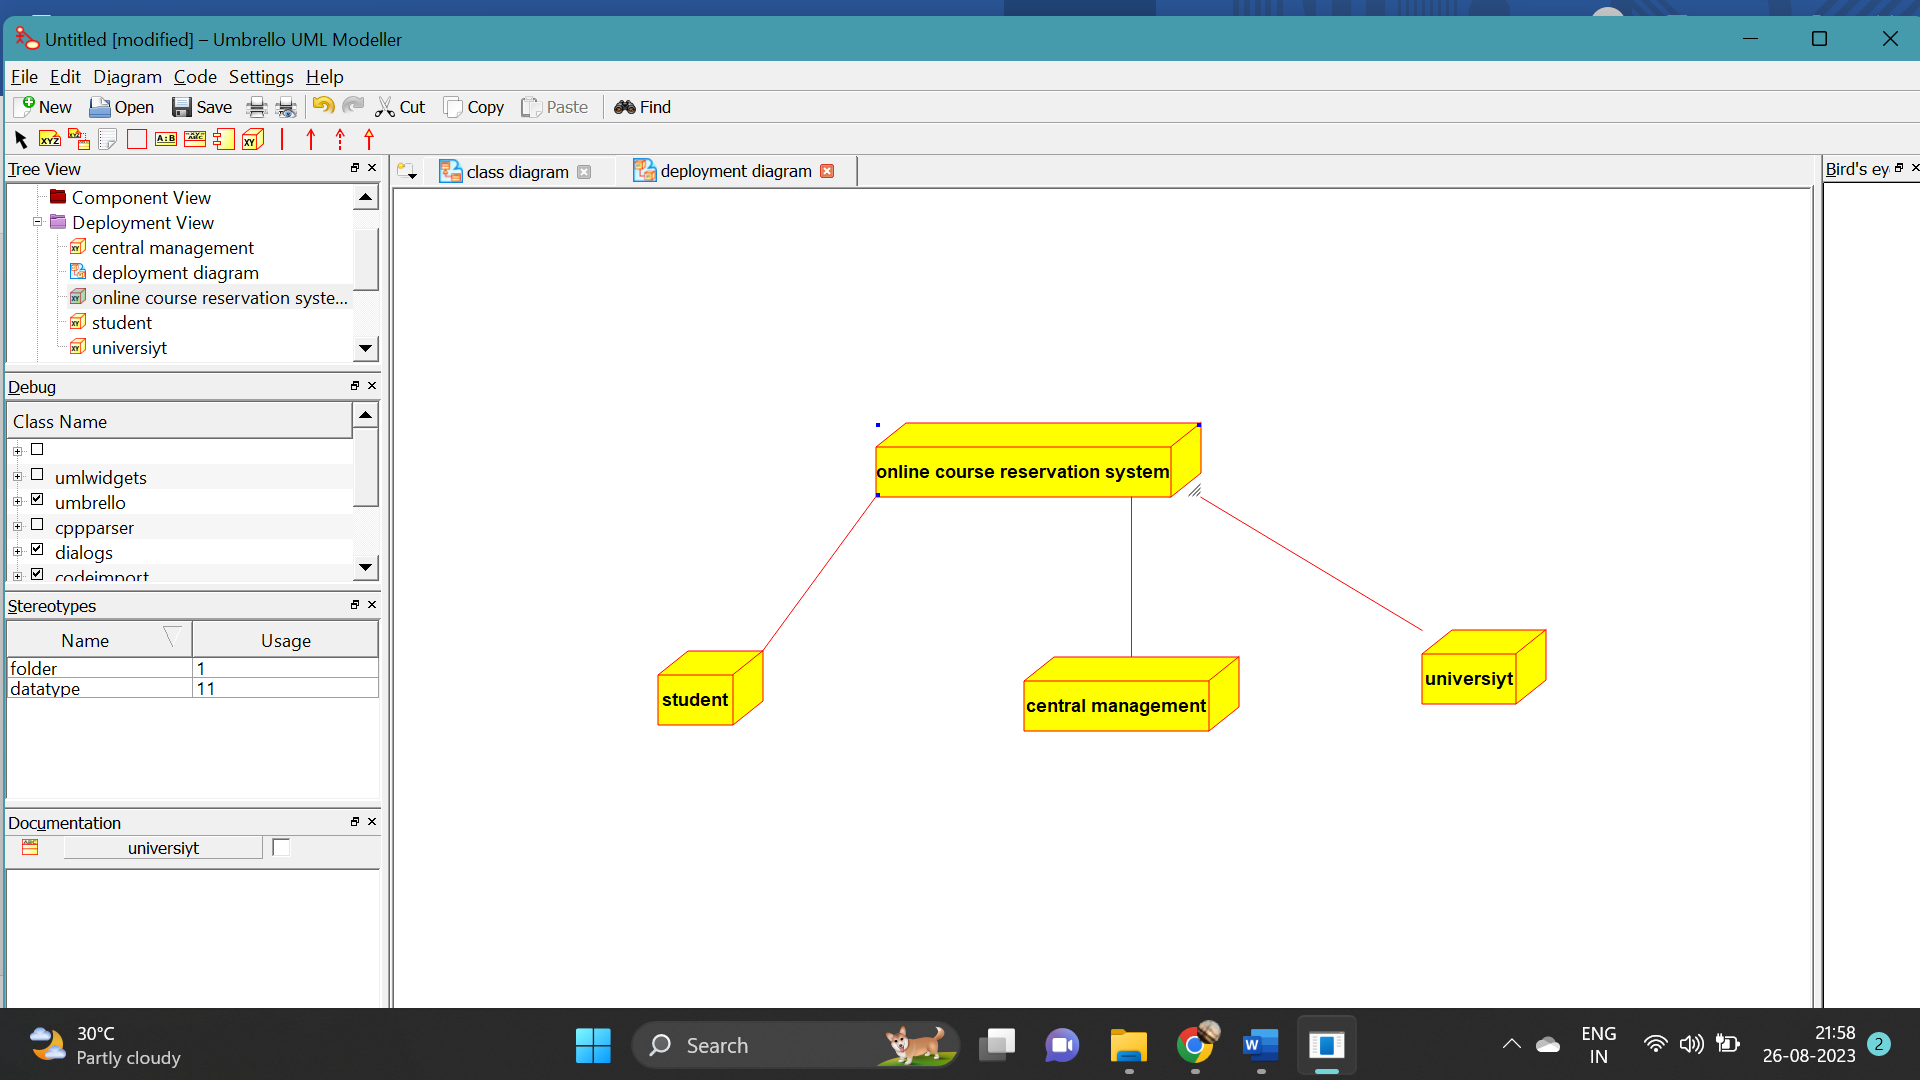 Untitled [modified] – Umbrello UML Modeller
File Edit Diagram Code Settings Help
New Open Save Cut Copy Paste Find
XYZ XYZ A:B ABC XY
Tree View
Component View
Deployment View
central management
deployment diagram
online course reservation syste...
student
universiyt
Debug
Class Name
umlwidgets
umbrello
cppparser
dialogs
codeimport
Stereotypes
Name Usage
folder 1
datatype 11
Documentation
universiyt
class diagram deployment diagram
online course reservation system
student
central management
universiyt
Bird's ey
30°C
Partly cloudy
Search
ENG
IN
21:58
26-08-2023
2